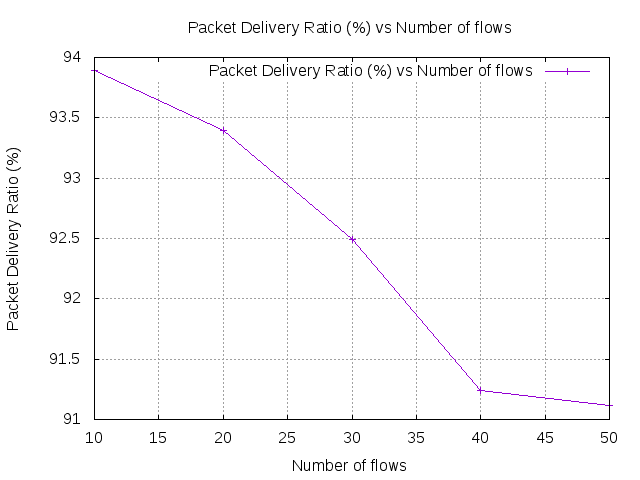 Packet Delivery Ratio (%) vs Number of flows
94
Packet Delivery Ratio (%) vs Number of flows
93.5
93
92.5
92
91.5
91
Packet Delivery Ratio (%)
10 15 20 25 30 35 40 45 50
Number of flows